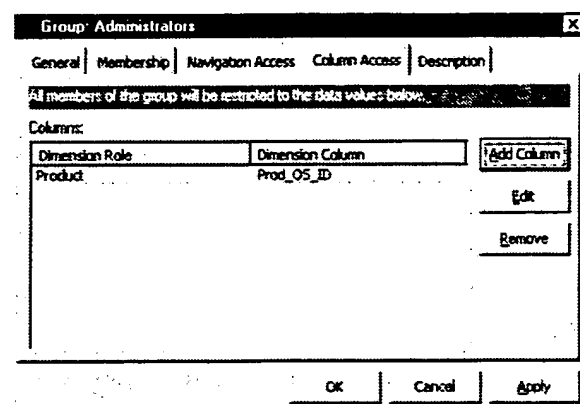 Group: Administrators
General Membership Navigation Access Column Access Description
All members of the group will be restricted to the data values below.
Columns:
Dimension Role Dimension Column Add Column
Product Prod_OS_ID
Edit
Remove
OK Cancel Apply